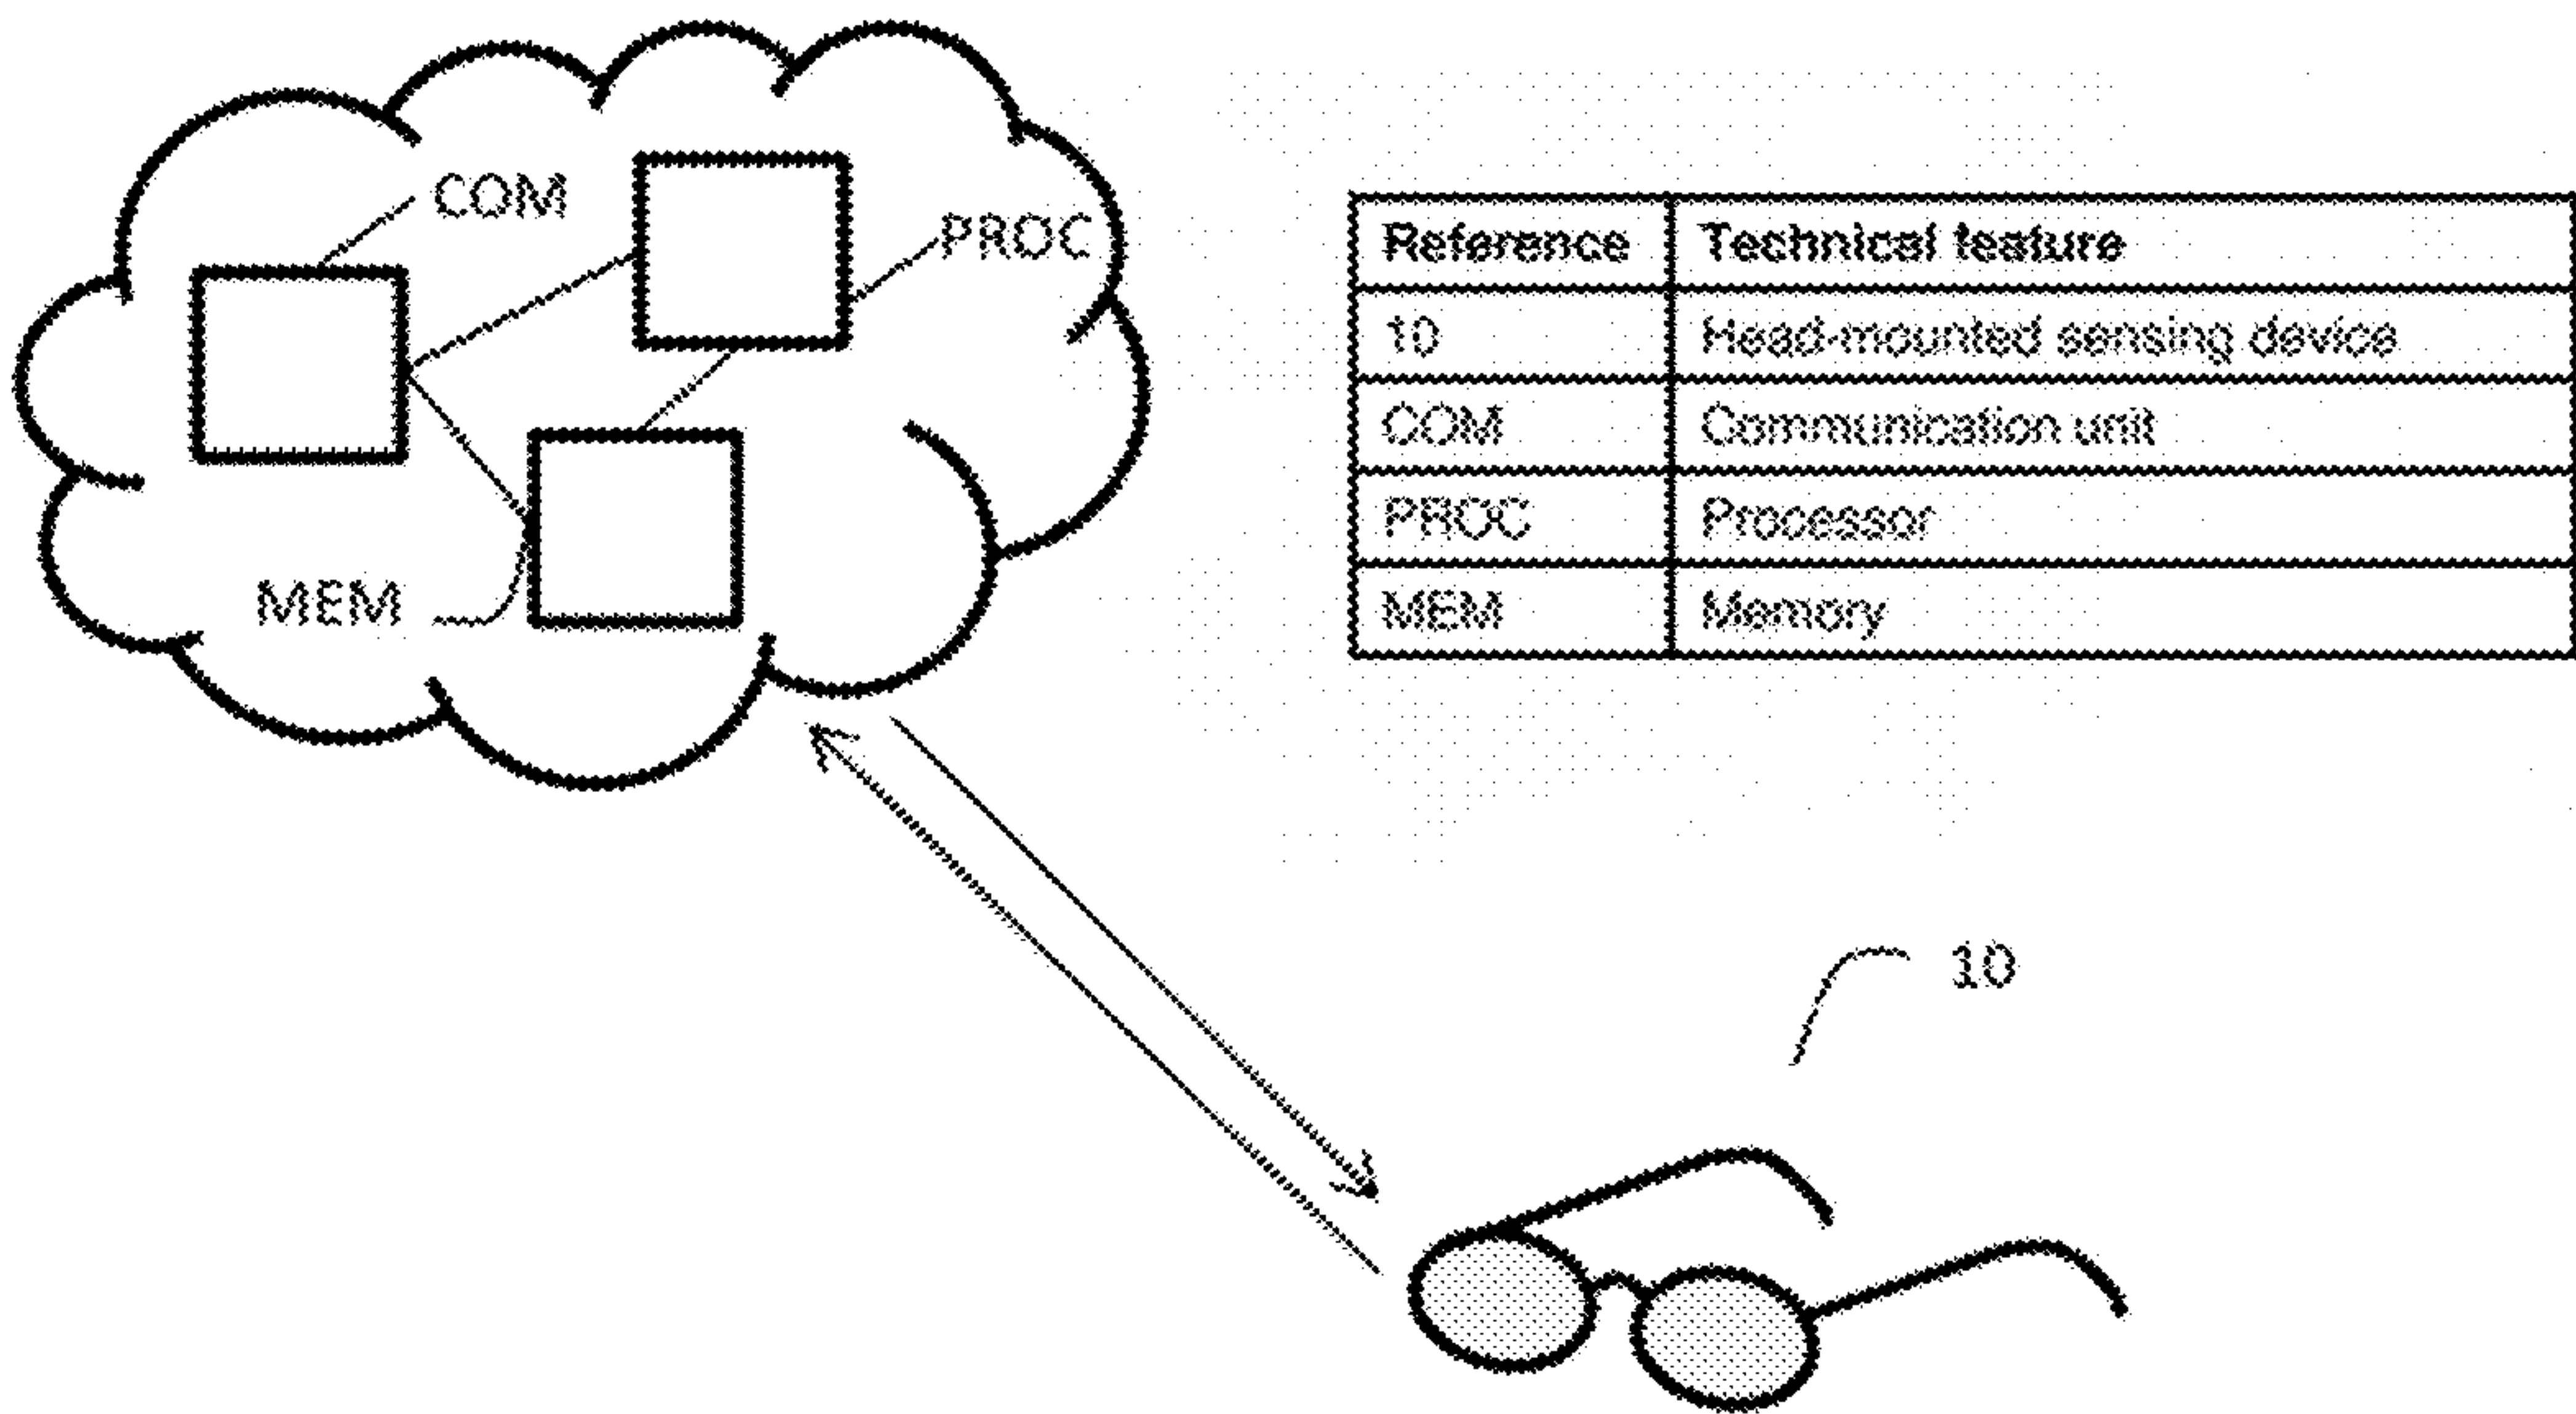 COM
PROC
MEM
Reference Technical feature
10 Head-mounted sensing device
COM Communication unit
PROC Processor
MEM Memory
10